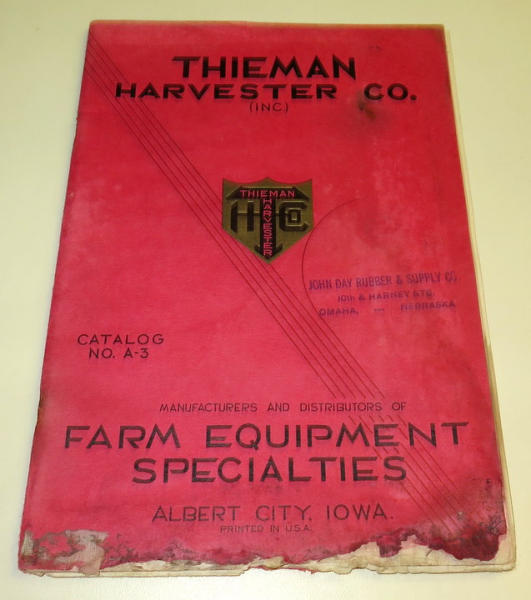 THIEMAN
HARVESTER CO.
(INC.)
THIEMAN
HARVESTER
H CO
JOHN DAY RUBBER & SUPPLY CO
10th & HARNEY STS.
OMAHA, — NEBRASKA
CATALOG
NO. A-3
MANUFACTURERS AND DISTRIBUTORS OF
FARM EQUIPMENT
SPECIALTIES
ALBERT CITY, IOWA.
PRINTED IN U.S.A.